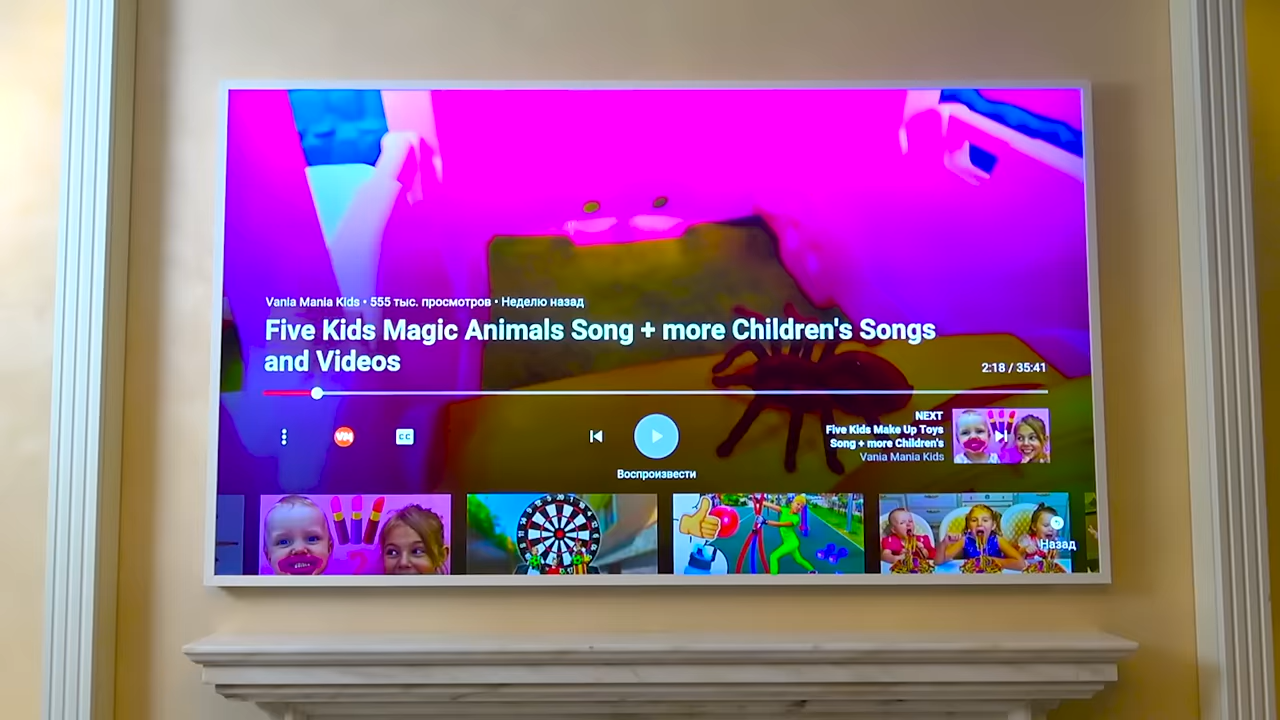 Vania Mania Kids • 555 тыс. просмотров • Неделю назад
Five Kids Magic Animals Song + more Children's Songs
and Videos
2:18 / 35:41
VM
CC
NEXT
Five Kids Make Up Toys
Song + more Children's
Vania Mania Kids
Воспроизвести
Назад